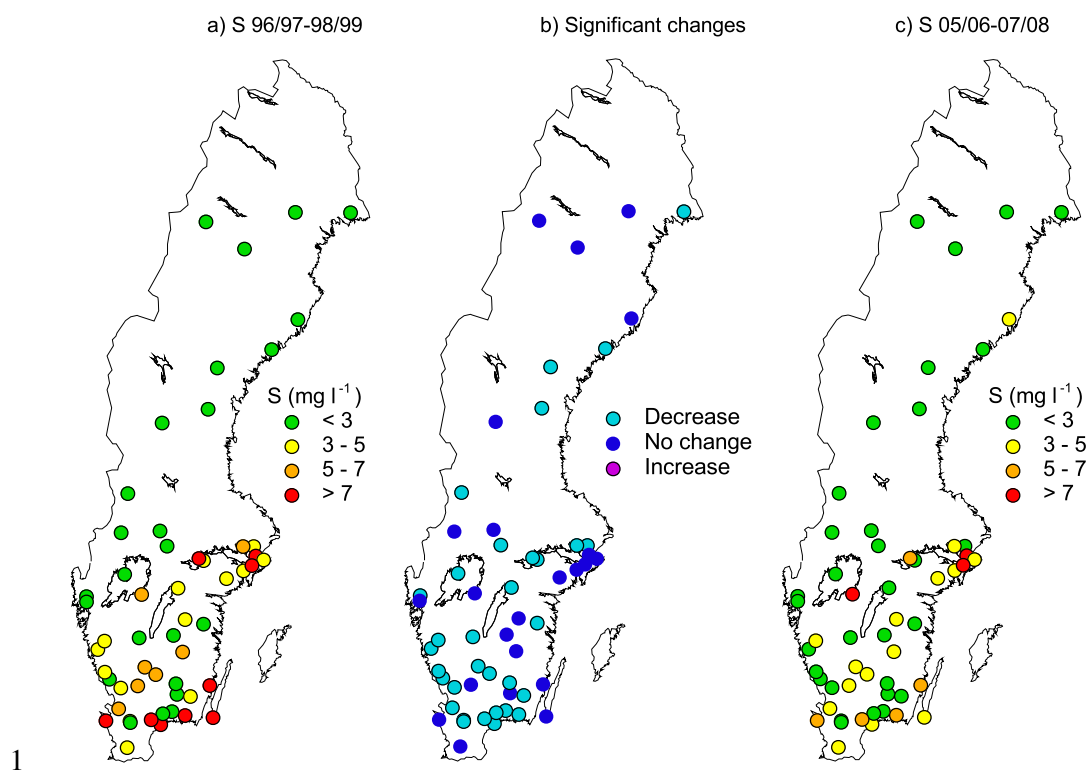 a) S 96/97-98/99
b) Significant changes
c) S 05/06-07/08
S (mg l⁻¹)
< 3
3 - 5
5 - 7
> 7
Decrease
No change
Increase
S (mg l⁻¹)
< 3
3 - 5
5 - 7
> 7
1